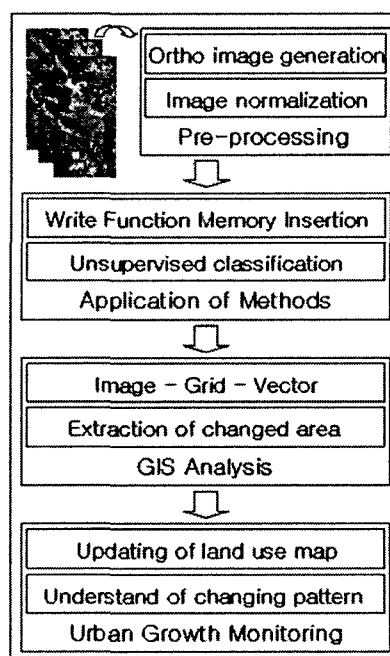 Ortho image generation
Image normalization
Pre-processing
Write Function Memory Insertion
Unsupervised classification
Application of Methods
Image - Grid - Vector
Extraction of changed area
GIS Analysis
Updating of land use map
Understand of changing pattern
Urban Growth Monitoring